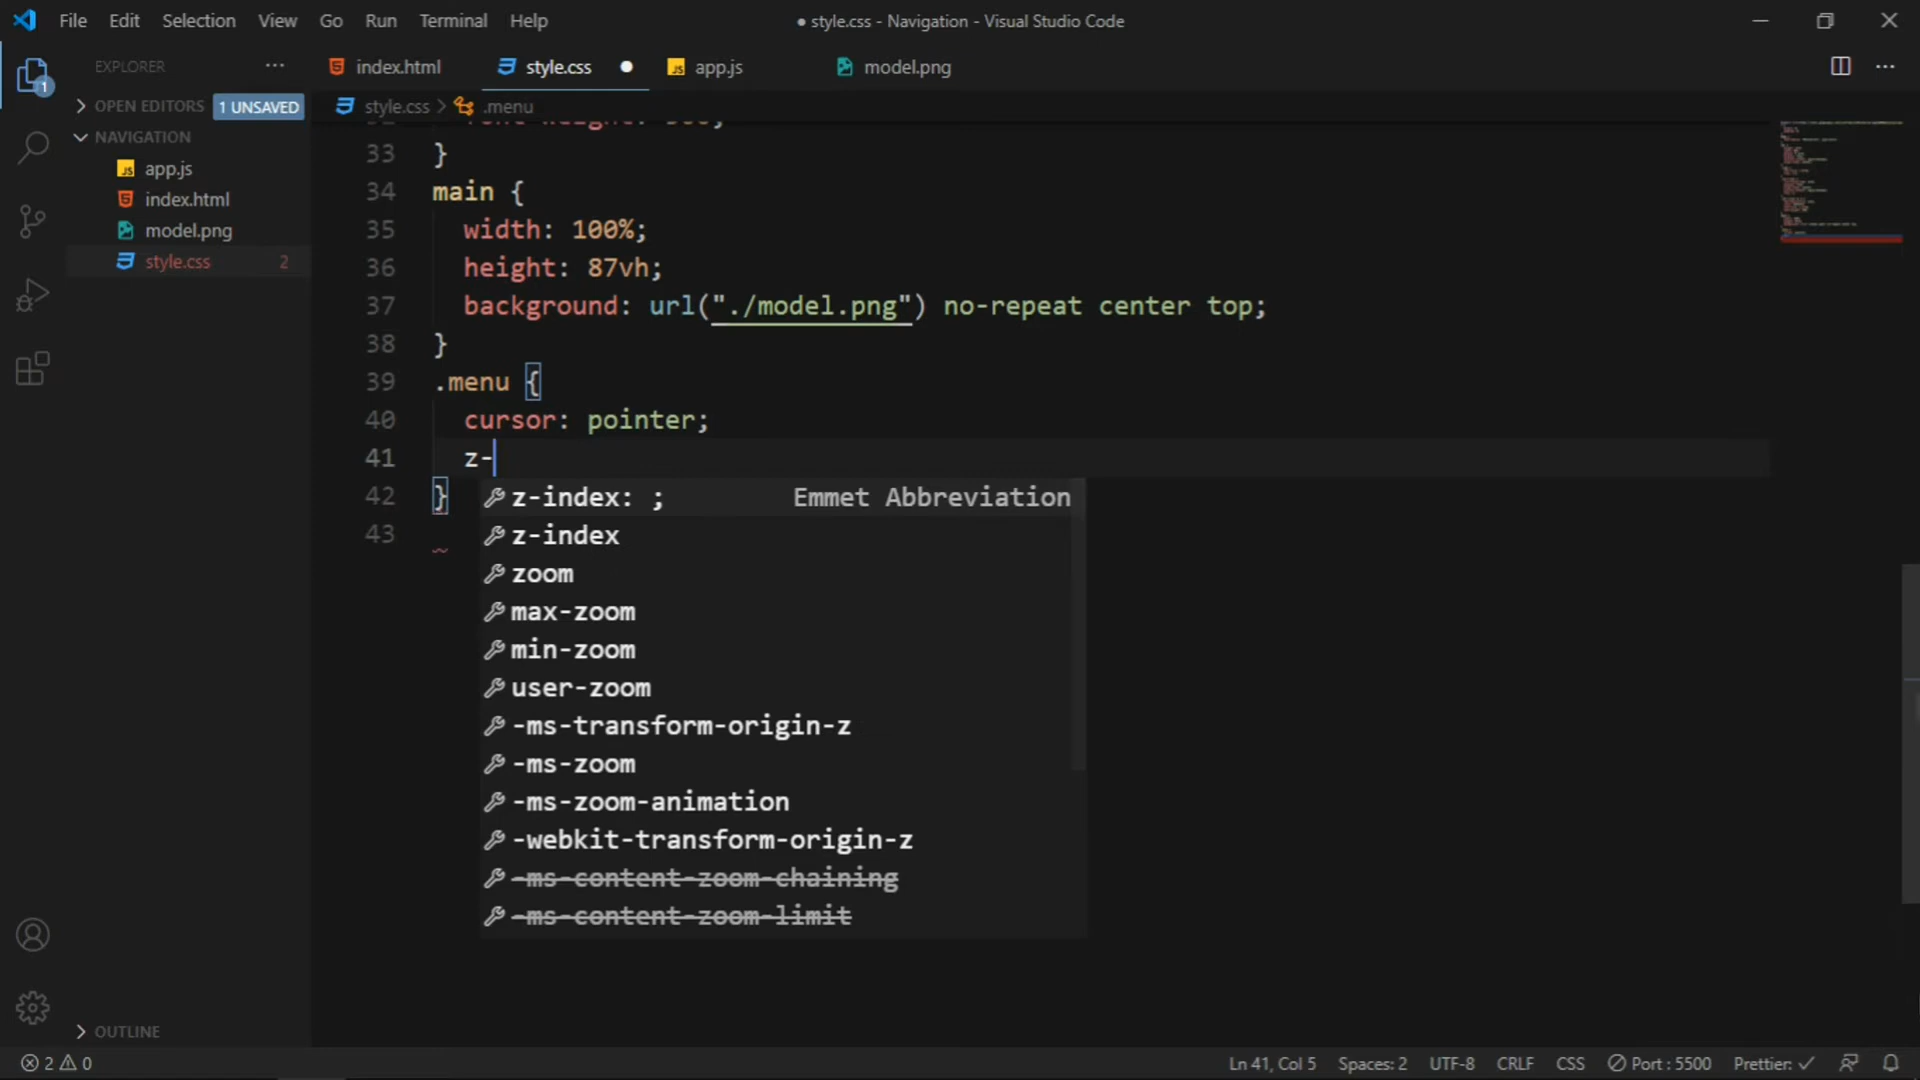 File Edit Selection View Go Run Terminal Help ● style.css - Navigation - Visual Studio Code
EXPLORER ··· index.html style.css ● app.js model.png ···
1
OPEN EDITORS 1 UNSAVED
style.css > .menu
NAVIGATION
app.js
index.html
model.png
style.css 2
33 }
34 main {
35 width: 100%;
36 height: 87vh;
37 background: url("./model.png") no-repeat center top;
38 }
39 .menu {
40 cursor: pointer;
41 z-
42 }
43
z-index: ; Emmet Abbreviation
z-index
zoom
max-zoom
min-zoom
user-zoom
-ms-transform-origin-z
-ms-zoom
-ms-zoom-animation
-webkit-transform-origin-z
-ms-content-zoom-chaining
-ms-content-zoom-limit
OUTLINE
2 0 Ln 41, Col 5 Spaces: 2 UTF-8 CRLF CSS Port : 5500 Prettier: ✓